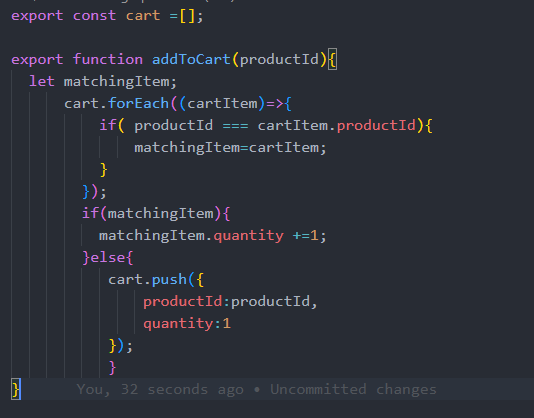 export const cart =[];
export function addToCart(productId){
let matchingItem;
cart.forEach((cartItem)=>{
if( productId === cartItem.productId){
matchingItem=cartItem;
}
});
if(matchingItem){
matchingItem.quantity +=1;
}else{
cart.push({
productId:productId,
quantity:1
});
}
} You, 32 seconds ago • Uncommitted changes